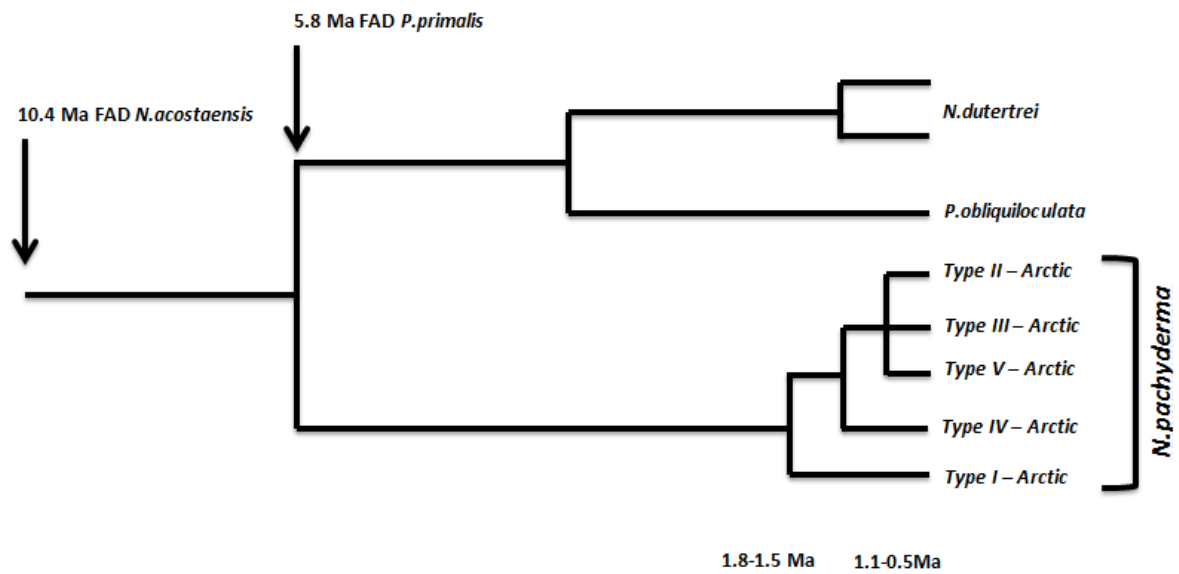 5.8 Ma FAD P.primalis
10.4 Ma FAD N.acostaensis
N.dutertrei
P.obliquiloculata
Type II – Arctic
Type III – Arctic
Type V – Arctic
Type IV – Arctic
Type I – Arctic
N.pachyderma
1.8-1.5 Ma
1.1-0.5Ma